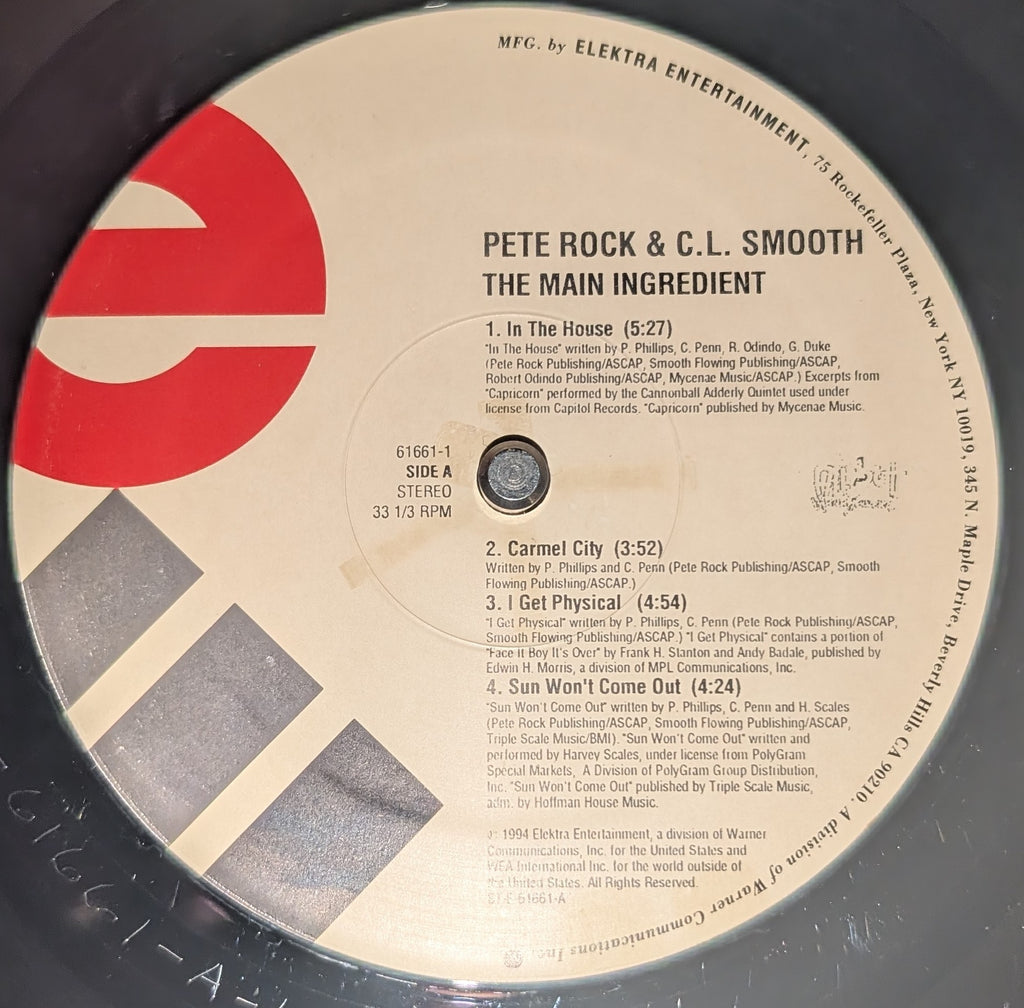 MFG. by ELEKTRA ENTERTAINMENT, 75 Rockefeller Plaza, New York NY 10019, 345 N. Maple Drive, Beverly Hills CA 90210. A division of Warner Communications Inc.
e
PETE ROCK & C.L. SMOOTH
THE MAIN INGREDIENT
1. In The House (5:27)
"In The House" written by P. Phillips, C. Penn, R. Odindo, G. Duke
(Pete Rock Publishing/ASCAP, Smooth Flowing Publishing/ASCAP,
Robert Odindo Publishing/ASCAP, Mycenae Music/ASCAP.) Excerpts from
"Capricorn" performed by the Cannonball Adderly Quintet used under
license from Capitol Records. "Capricorn" published by Mycenae Music.
61661-1
SIDE A
STEREO
33 1/3 RPM
2. Carmel City (3:52)
Written by P. Phillips and C. Penn (Pete Rock Publishing/ASCAP, Smooth
Flowing Publishing/ASCAP.)
3. I Get Physical (4:54)
"I Get Physical" written by P. Phillips, C. Penn (Pete Rock Publishing/ASCAP,
Smooth Flowing Publishing/ASCAP.) "I Get Physical" contains a portion of
"Face It Boy It's Over" by Frank H. Stanton and Andy Badale, published by
Edwin H. Morris, a division of MPL Communications, Inc.
4. Sun Won't Come Out (4:24)
"Sun Won't Come Out" written by P. Phillips, C. Penn and H. Scales
(Pete Rock Publishing/ASCAP, Smooth Flowing Publishing/ASCAP,
Triple Scale Music/BMI). "Sun Won't Come Out" written and
performed by Harvey Scales, under license from PolyGram
Special Markets, A Division of PolyGram Group Distribution,
Inc. "Sun Won't Come Out" published by Triple Scale Music,
adm. by Hoffman House Music.
1994 Elektra Entertainment, a division of Warner
Communications, Inc. for the United States and
WEA International Inc. for the world outside of
the United States. All Rights Reserved.
61661-A
61661-A-